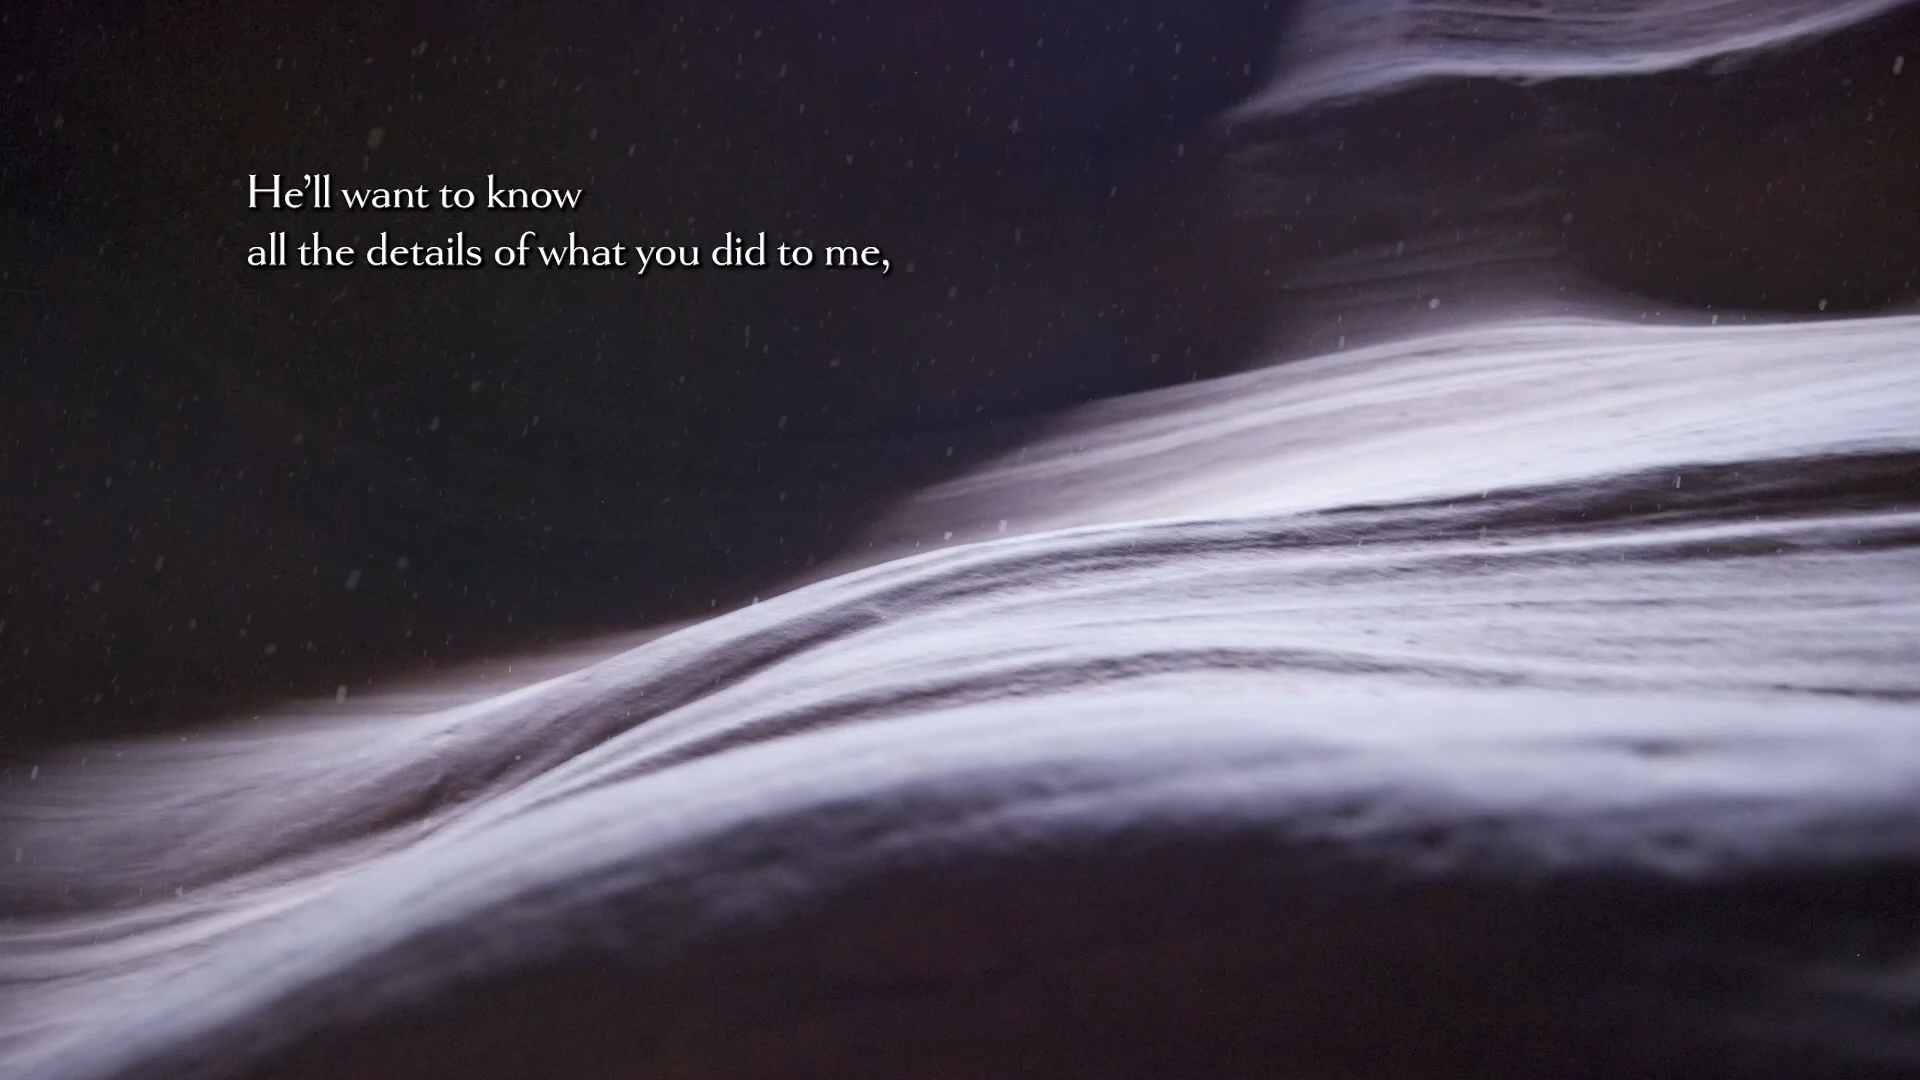 He’ll want to know
all the details of what you did to me,